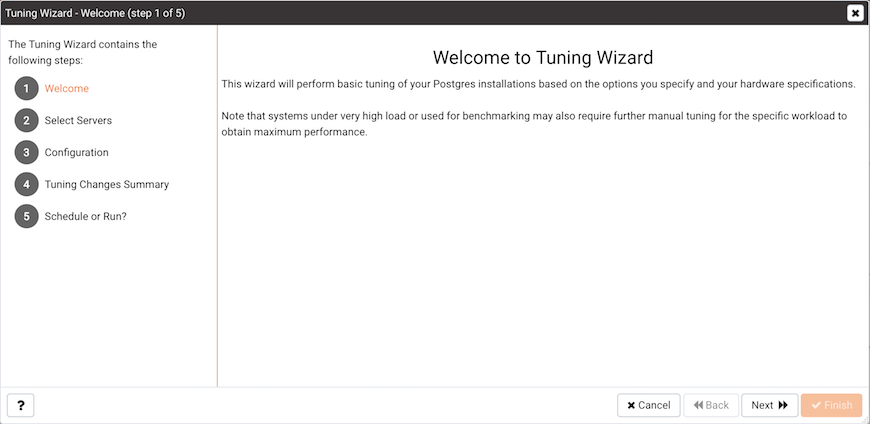 Tuning Wizard - Welcome (step 1 of 5)
The Tuning Wizard contains the
following steps:
1 Welcome
2 Select Servers
3 Configuration
4 Tuning Changes Summary
5 Schedule or Run?
Welcome to Tuning Wizard
This wizard will perform basic tuning of your Postgres installations based on the options you specify and your hardware specifications.
Note that systems under very high load or used for benchmarking may also require further manual tuning for the specific workload to
obtain maximum performance.
? Cancel Back Next Finish